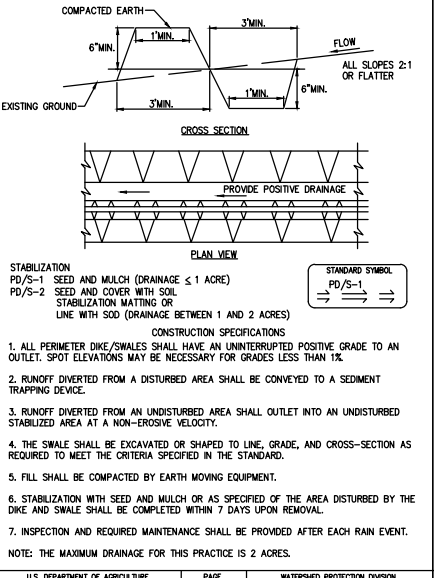 COMPACTED EARTH
3'MIN.
1'MIN.
6"MIN.
FLOW
ALL SLOPES 2:1
OR FLATTER
1'MIN.
6"MIN.
EXISTING GROUND
3'MIN.
CROSS SECTION
PROVIDE POSITIVE DRAINAGE
PLAN VIEW
STABILIZATION
PD/S-1 SEED AND MULCH (DRAINAGE ≤ 1 ACRE)
PD/S-2 SEED AND COVER WITH SOIL
STABILIZATION MATTING OR
LINE WITH SOD (DRAINAGE BETWEEN 1 AND 2 ACRES)
STANDARD SYMBOL
PD/S-1
CONSTRUCTION SPECIFICATIONS
1. ALL PERIMETER DIKE/SWALES SHALL HAVE AN UNINTERRUPTED POSITIVE GRADE TO AN
OUTLET. SPOT ELEVATIONS MAY BE NECESSARY FOR GRADES LESS THAN 1%.
2. RUNOFF DIVERTED FROM A DISTURBED AREA SHALL BE CONVEYED TO A SEDIMENT
TRAPPING DEVICE.
3. RUNOFF DIVERTED FROM AN UNDISTURBED AREA SHALL OUTLET INTO AN UNDISTURBED
STABILIZED AREA AT A NON-EROSIVE VELOCITY.
4. THE SWALE SHALL BE EXCAVATED OR SHAPED TO LINE, GRADE, AND CROSS-SECTION AS
REQUIRED TO MEET THE CRITERIA SPECIFIED IN THE STANDARD.
5. FILL SHALL BE COMPACTED BY EARTH MOVING EQUIPMENT.
6. STABILIZATION WITH SEED AND MULCH OR AS SPECIFIED OF THE AREA DISTURBED BY THE
DIKE AND SWALE SHALL BE COMPLETED WITHIN 7 DAYS UPON REMOVAL.
7. INSPECTION AND REQUIRED MAINTENANCE SHALL BE PROVIDED AFTER EACH RAIN EVENT.
NOTE: THE MAXIMUM DRAINAGE FOR THIS PRACTICE IS 2 ACRES.
U.S. DEPARTMENT OF AGRICULTURE PAGE WATERSHED PROTECTION DIVISION